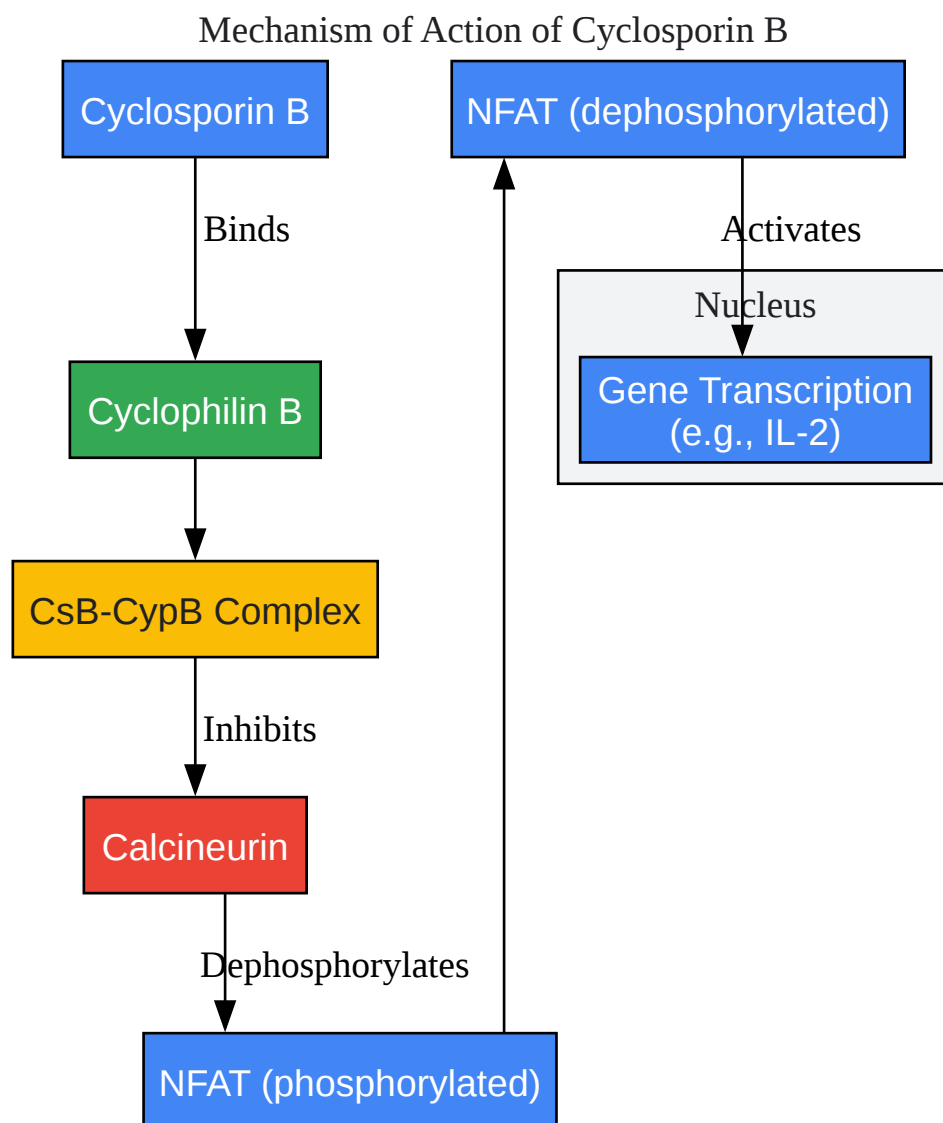 Mechanism of Action of Cyclosporin B
Cyclosporin B
Binds
Cyclophilin B
CsB-CypB Complex
Inhibits
Calcineurin
Dephosphorylates
NFAT (phosphorylated)
NFAT (dephosphorylated)
Activates
Nucleus
Gene Transcription
(e.g., IL-2)